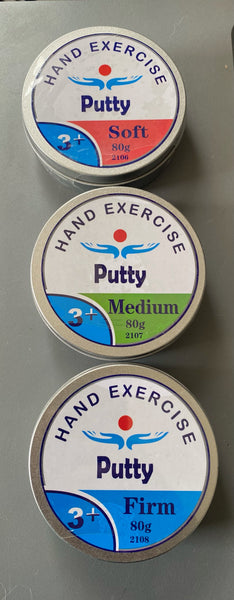 HAND EXERCISE
Putty
3+
Soft
80g
2106
HAND EXERCISE
Putty
3+
Medium
80g
2107
HAND EXERCISE
Putty
3+
Firm
80g
2108